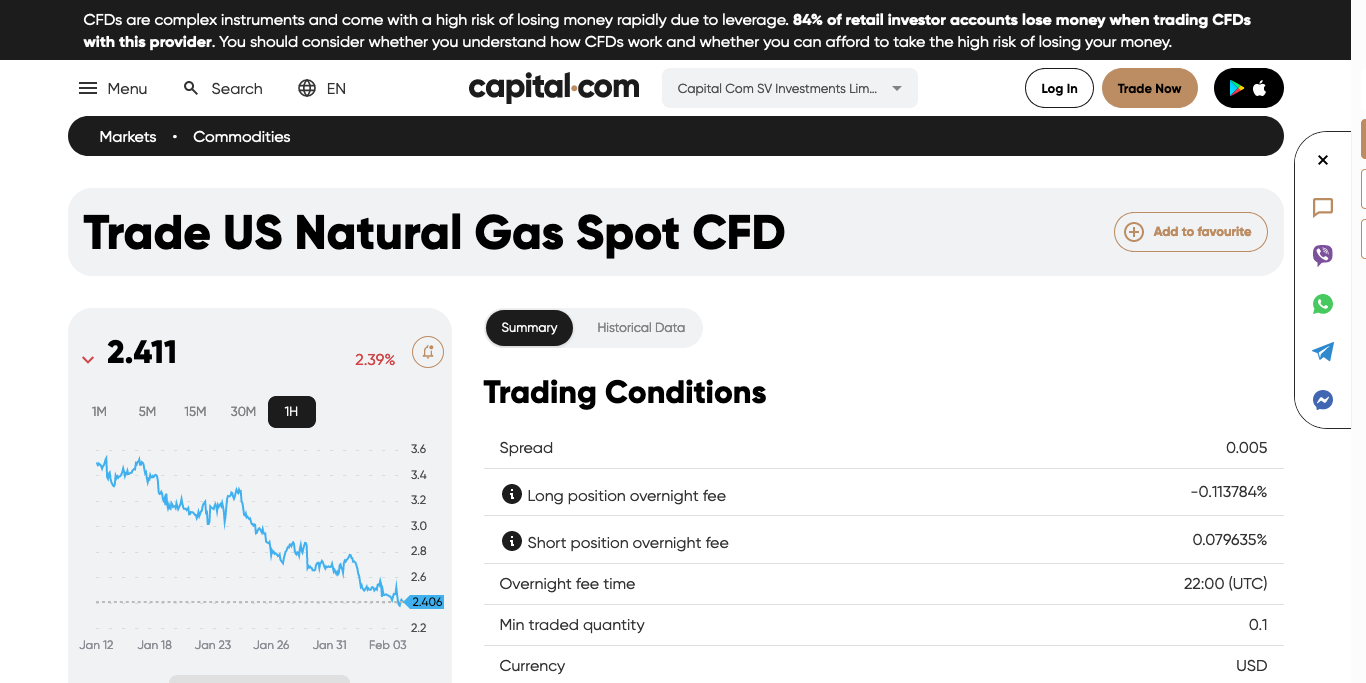 CFDs are complex instruments and come with a high risk of losing money rapidly due to leverage. 84% of retail investor accounts lose money when trading CFDs
with this provider. You should consider whether you understand how CFDs work and whether you can afford to take the high risk of losing your money.
Menu
Search
EN
capital.com
Capital Com SV Investments Lim...
Log In
Trade Now
Markets • Commodities
Trade US Natural Gas Spot CFD
Add to favourite
2.411
2.39%
1M 5M 15M 30M 1H
3.6
3.4
3.2
3.0
2.8
2.6
2.406
2.2
Jan 12 Jan 18 Jan 23 Jan 26 Jan 31 Feb 03
Summary
Historical Data
Trading Conditions
Spread 0.005
Long position overnight fee -0.113784%
Short position overnight fee 0.079635%
Overnight fee time 22:00 (UTC)
Min traded quantity 0.1
Currency USD